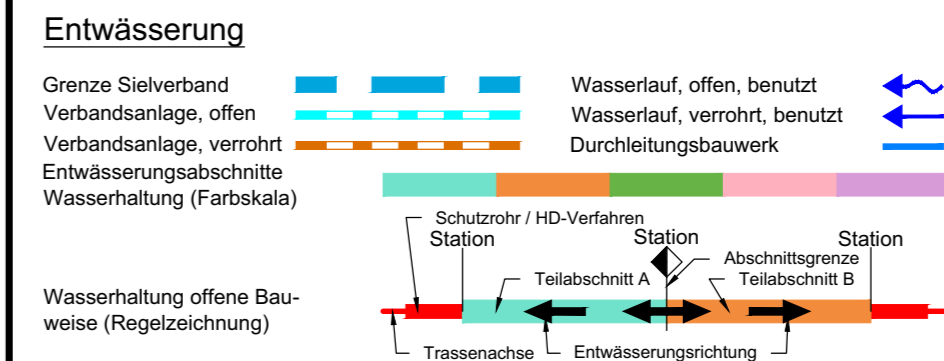 Entwässerung
Grenze Sielverband
Wasserlauf, offen, benutzt
Verbandsanlage, offen
Wasserlauf, verrohrt, benutzt
Verbandsanlage, verrohrt
Durchleitungsbauwerk
Entwässerungsabschnitte
Wasserhaltung (Farbskala)
Schutzrohr / HD-Verfahren
Station
Station
Station
Abschnittsgrenze
Teilabschnitt A
Teilabschnitt B
Wasserhaltung offene Bau-
weise (Regelzeichnung)
Trassenachse
Entwässerungsrichtung